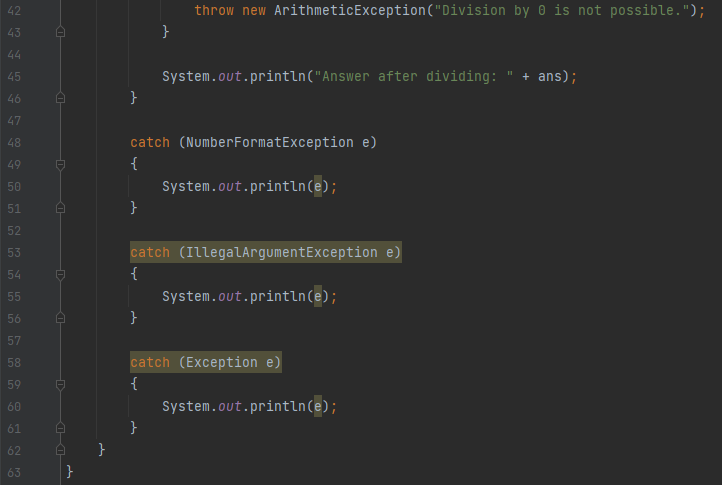 42 throw new ArithmeticException("Division by 0 is not possible.");
43 }
44
45 System.out.println("Answer after dividing: " + ans);
46 }
47
48 catch (NumberFormatException e)
49 {
50 System.out.println(e);
51 }
52
53 catch (IllegalArgumentException e)
54 {
55 System.out.println(e);
56 }
57
58 catch (Exception e)
59 {
60 System.out.println(e);
61 }
62 }
63 }